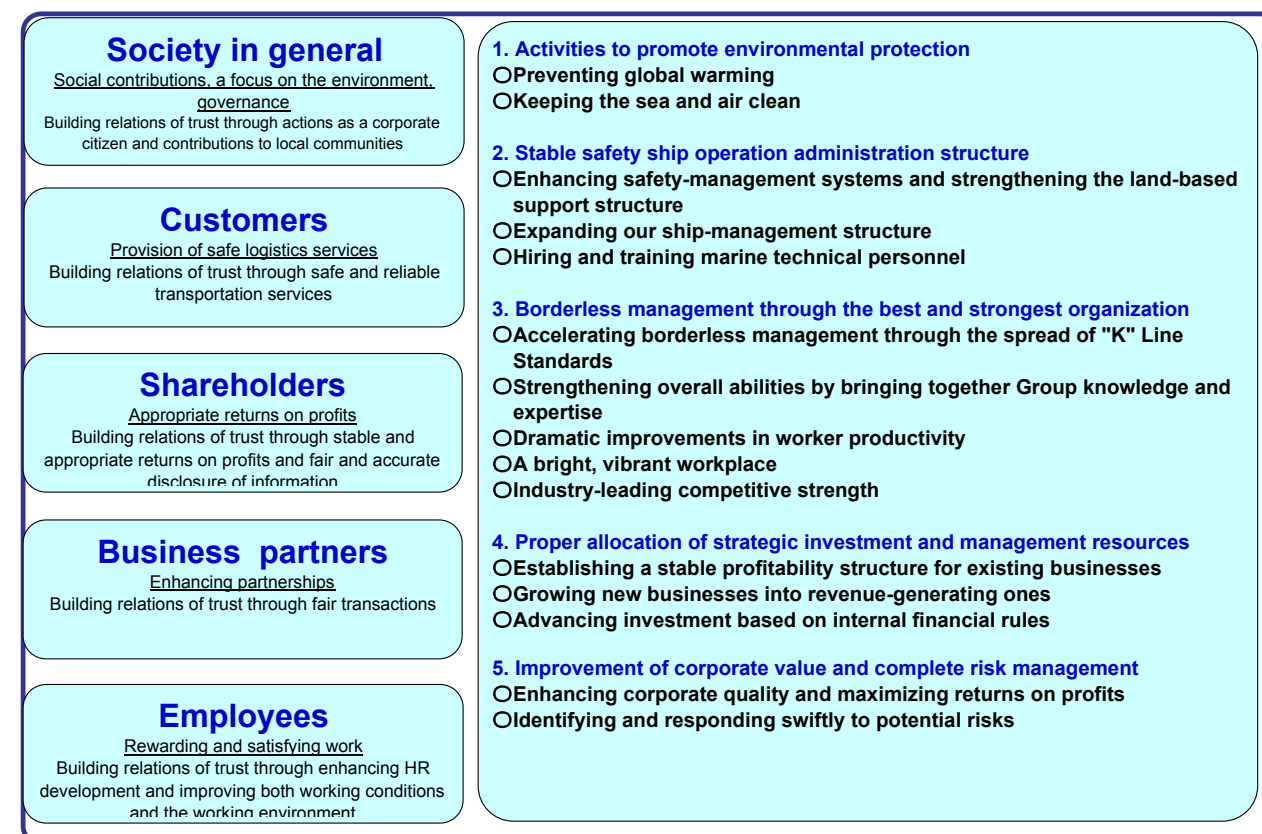 Society in general
Social contributions, a focus on the environment,
governance
Building relations of trust through actions as a corporate
citizen and contributions to local communities
Customers
Provision of safe logistics services
Building relations of trust through safe and reliable
transportation services
Shareholders
Appropriate returns on profits
Building relations of trust through stable and
appropriate returns on profits and fair and accurate
disclosure of information
Business partners
Enhancing partnerships
Building relations of trust through fair transactions
Employees
Rewarding and satisfying work
Building relations of trust through enhancing HR
development and improving both working conditions
and the working environment
1. Activities to promote environmental protection
○Preventing global warming
○Keeping the sea and air clean
2. Stable safety ship operation administration structure
○Enhancing safety-management systems and strengthening the land-based
support structure
○Expanding our ship-management structure
○Hiring and training marine technical personnel
3. Borderless management through the best and strongest organization
○Accelerating borderless management through the spread of "K" Line
Standards
○Strengthening overall abilities by bringing together Group knowledge and
expertise
○Dramatic improvements in worker productivity
○A bright, vibrant workplace
○Industry-leading competitive strength
4. Proper allocation of strategic investment and management resources
○Establishing a stable profitability structure for existing businesses
○Growing new businesses into revenue-generating ones
○Advancing investment based on internal financial rules
5. Improvement of corporate value and complete risk management
○Enhancing corporate quality and maximizing returns on profits
○Identifying and responding swiftly to potential risks